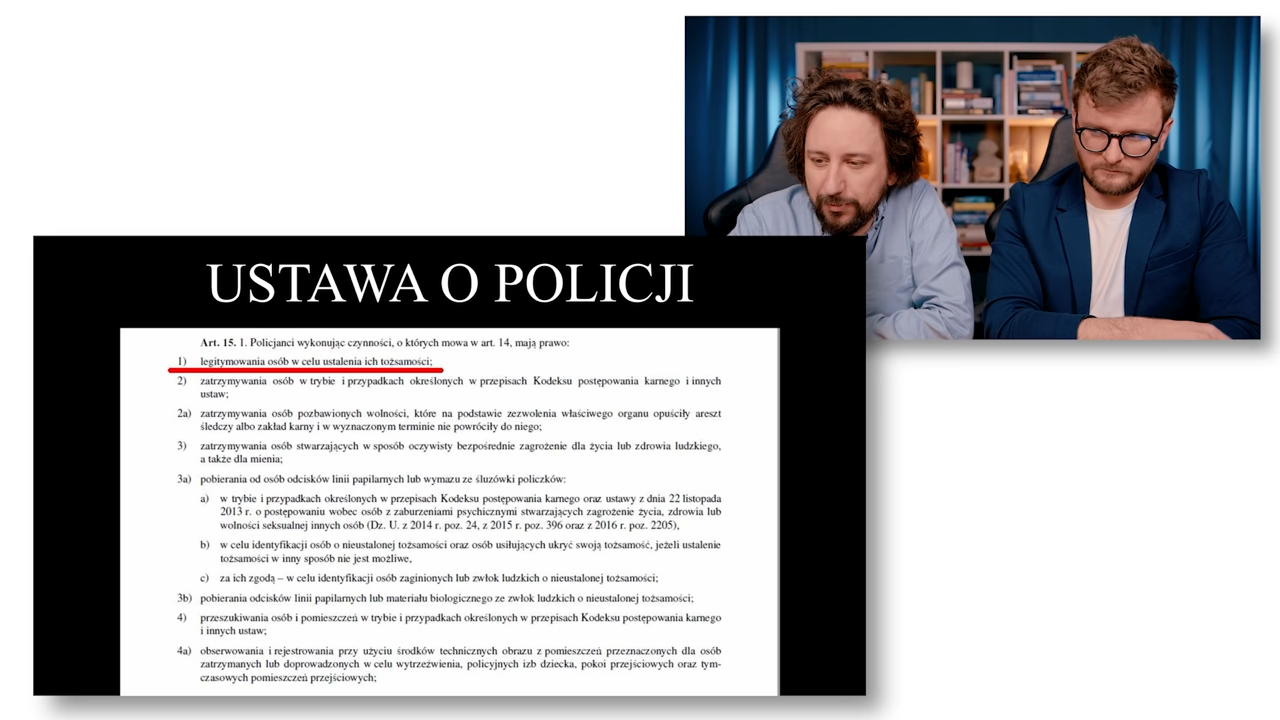 USTAWA O POLICJI
Art. 15. 1. Policjanci wykonując czynności, o których mowa w art. 14, mają prawo:
1) legitymowania osób w celu ustalenia ich tożsamości;
2) zatrzymywania osób w trybie i przypadkach określonych w przepisach Kodeksu postępowania karnego i innych
ustaw;
2a) zatrzymywania osób pozbawionych wolności, które na podstawie zezwolenia właściwego organu opuściły areszt
śledczy albo zakład karny i w wyznaczonym terminie nie powróciły do niego;
3) zatrzymywania osób stwarzających w sposób oczywisty bezpośrednie zagrożenie dla życia lub zdrowia ludzkiego,
a także dla mienia;
3a) pobierania od osób odcisków linii papilarnych lub wymazu ze śluzówki policzków:
a) w trybie i przypadkach określonych w przepisach Kodeksu postępowania karnego oraz ustawy z dnia 22 listopada
2013 r. o postępowaniu wobec osób z zaburzeniami psychicznymi stwarzających zagrożenie życia, zdrowia lub
wolności seksualnej innych osób (Dz. U. z 2014 r. poz. 24, z 2015 r. poz. 396 oraz z 2016 r. poz. 2205),
b) w celu identyfikacji osób o nieustalonej tożsamości oraz osób usiłujących ukryć swoją tożsamość, jeżeli ustalenie
tożsamości w inny sposób nie jest możliwe,
c) za ich zgodą – w celu identyfikacji osób zaginionych lub zwłok ludzkich o nieustalonej tożsamości;
3b) pobierania odcisków linii papilarnych lub materiału biologicznego ze zwłok ludzkich o nieustalonej tożsamości;
4) przeszukiwania osób i pomieszczeń w trybie i przypadkach określonych w przepisach Kodeksu postępowania karnego
i innych ustaw;
4a) obserwowania i rejestrowania przy użyciu środków technicznych obrazu z pomieszczeń przeznaczonych dla osób
zatrzymanych lub doprowadzonych w celu wytrzeźwienia, policyjnych izb dziecka, pokoi przejściowych oraz tym-
czasowych pomieszczeń przejściowych;